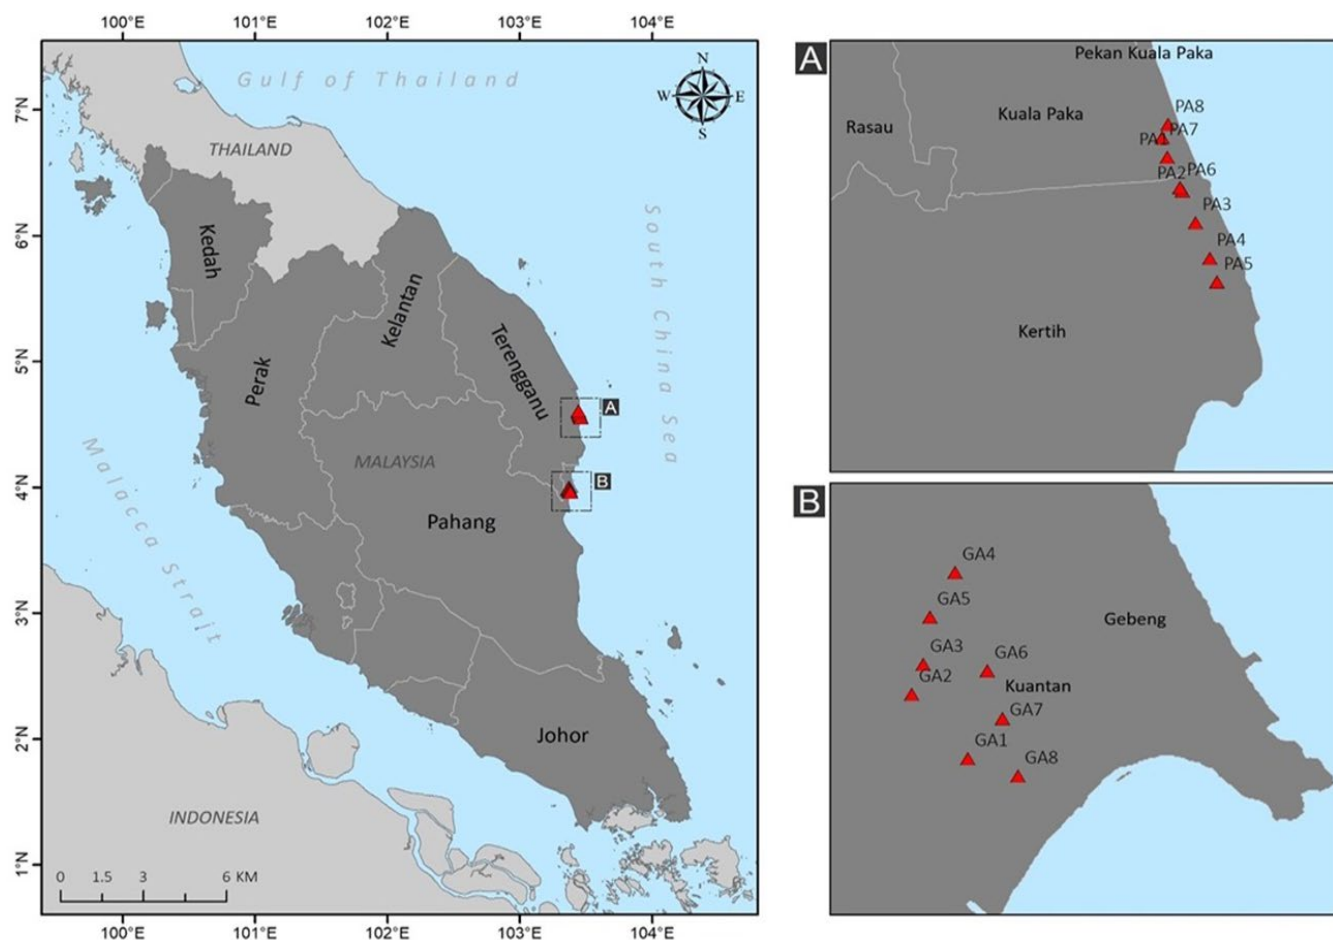 100°E 101°E 102°E 103°E 104°E
7°N
6°N
5°N
4°N
3°N
2°N
1°N
Gulf of Thailand
N
W E
S
THAILAND
South China Sea
Kedah
Kelantan
Terengganu
Perak
A
MALAYSIA
B
Malacca Strait
Pahang
Johor
INDONESIA
0 1.5 3 6 KM
100°E 101°E 102°E 103°E 104°E
A
Pekan Kuala Paka
Kuala Paka
Rasau
PA8
PA1 PA7
PA2 PA6
PA3
PA4
PA5
Kertih
B
GA4
GA5
Gebeng
GA3
GA6
GA2
Kuantan
GA7
GA1
GA8